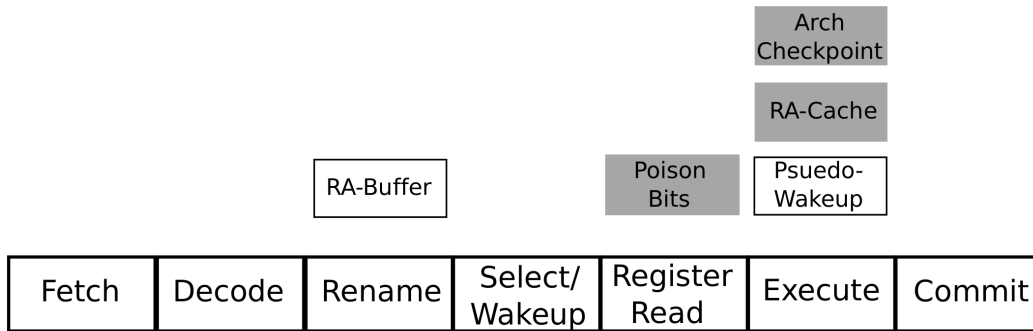 Arch
Checkpoint
RA-Cache
RA-Buffer
Poison
Bits
Psuedo-
Wakeup
Fetch
Decode
Rename
Select/
Wakeup
Register
Read
Execute
Commit